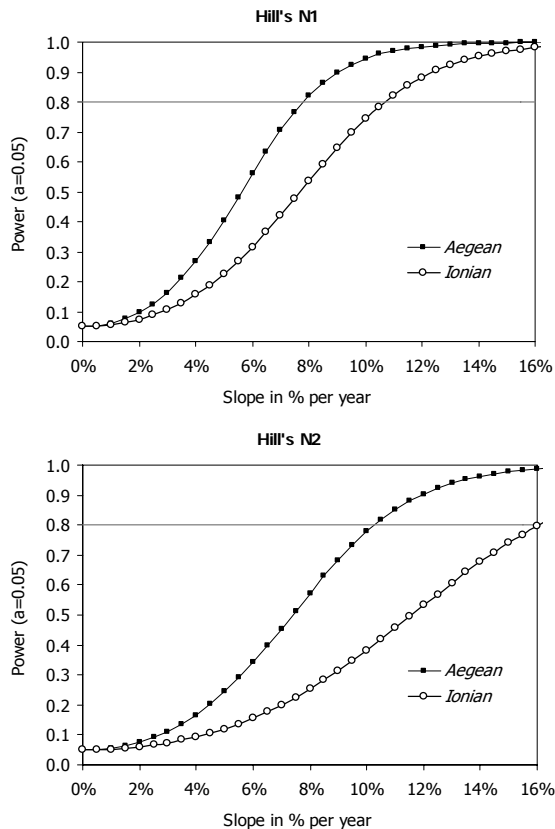 Hill's N1
1.0
0.9
0.8
0.7
0.6
0.5
0.4
0.3
0.2
0.1
0.0
Power (a=0.05)
Aegean
Ionian
0% 2% 4% 6% 8% 10% 12% 14% 16%
Slope in % per year
Hill's N2
1.0
0.9
0.8
0.7
0.6
0.5
0.4
0.3
0.2
0.1
0.0
Power (a=0.05)
Aegean
Ionian
0% 2% 4% 6% 8% 10% 12% 14% 16%
Slope in % per year